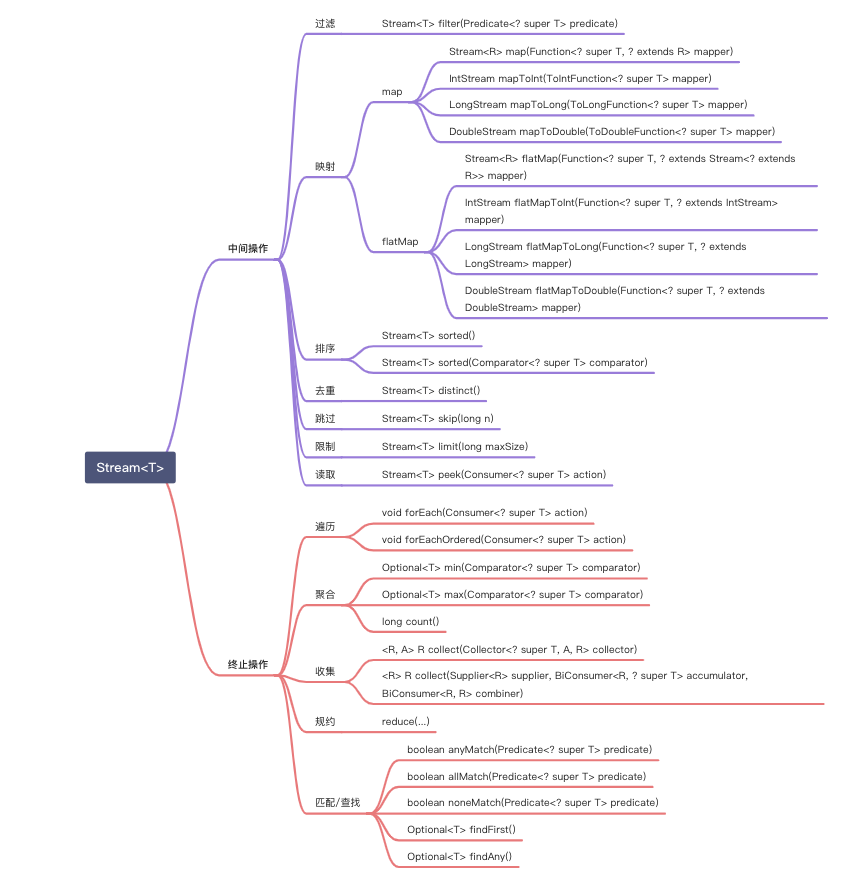 Stream<T>
中间操作
过滤
Stream<T> filter(Predicate<? super T> predicate)
映射
map
Stream<R> map(Function<? super T, ? extends R> mapper)
IntStream mapToInt(ToIntFunction<? super T> mapper)
LongStream mapToLong(ToLongFunction<? super T> mapper)
DoubleStream mapToDouble(ToDoubleFunction<? super T> mapper)
flatMap
Stream<R> flatMap(Function<? super T, ? extends Stream<? extends
R>> mapper)
IntStream flatMapToInt(Function<? super T, ? extends IntStream>
mapper)
LongStream flatMapToLong(Function<? super T, ? extends
LongStream> mapper)
DoubleStream flatMapToDouble(Function<? super T, ? extends
DoubleStream> mapper)
排序
Stream<T> sorted()
Stream<T> sorted(Comparator<? super T> comparator)
去重
Stream<T> distinct()
跳过
Stream<T> skip(long n)
限制
Stream<T> limit(long maxSize)
读取
Stream<T> peek(Consumer<? super T> action)
终止操作
遍历
void forEach(Consumer<? super T> action)
void forEachOrdered(Consumer<? super T> action)
聚合
Optional<T> min(Comparator<? super T> comparator)
Optional<T> max(Comparator<? super T> comparator)
long count()
收集
<R, A> R collect(Collector<? super T, A, R> collector)
<R> R collect(Supplier<R> supplier, BiConsumer<R, ? super T> accumulator,
BiConsumer<R, R> combiner)
规约
reduce(...)
匹配/查找
boolean anyMatch(Predicate<? super T> predicate)
boolean allMatch(Predicate<? super T> predicate)
boolean noneMatch(Predicate<? super T> predicate)
Optional<T> findFirst()
Optional<T> findAny()